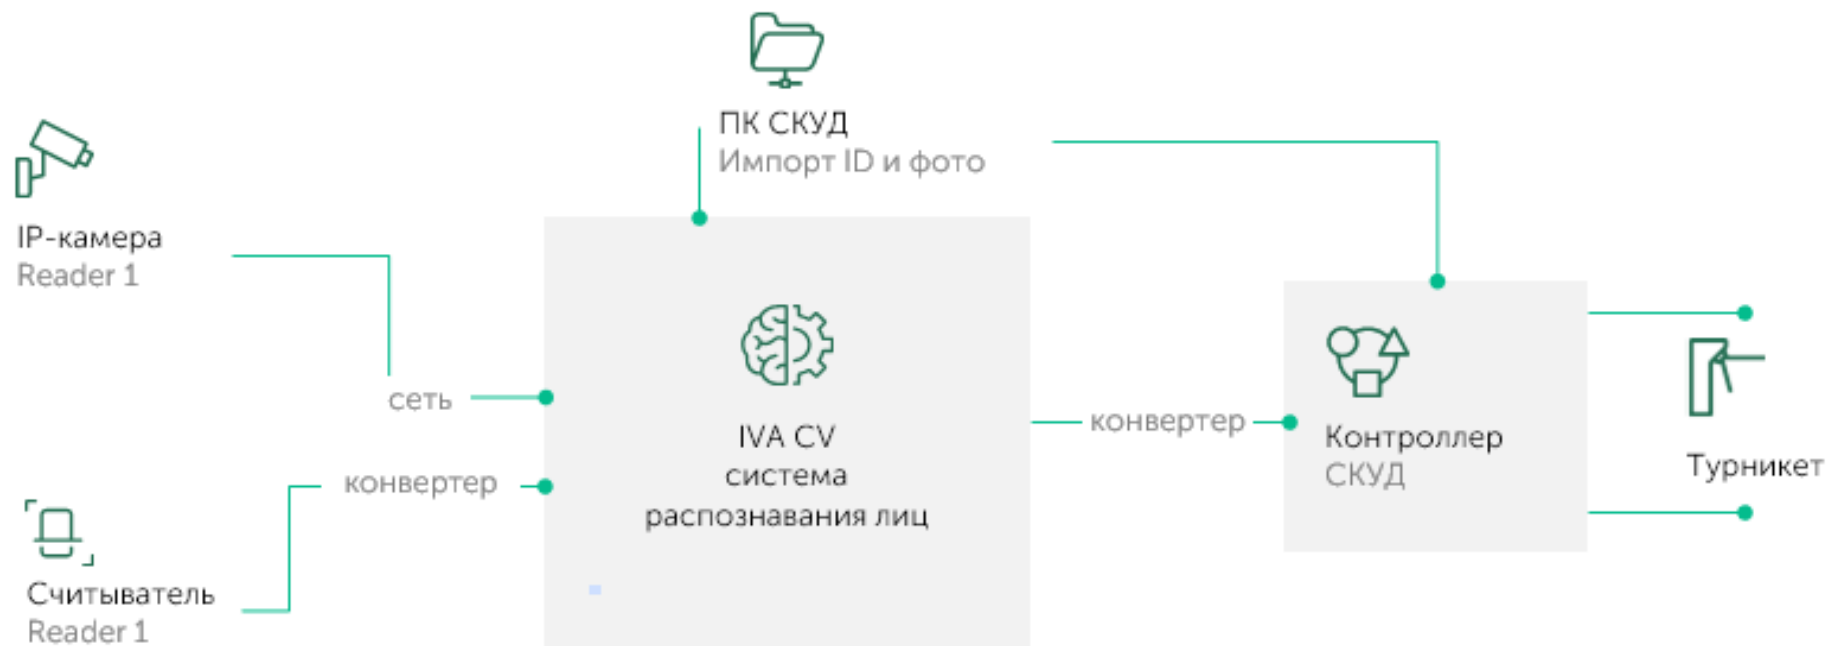 ПК СКУД
Импорт ID и фото
IP-камера
Reader 1
сеть
конвертер
Считыватель
Reader 1
IVA CV
система
распознавания лиц
конвертер
Контроллер
СКУД
Турникет